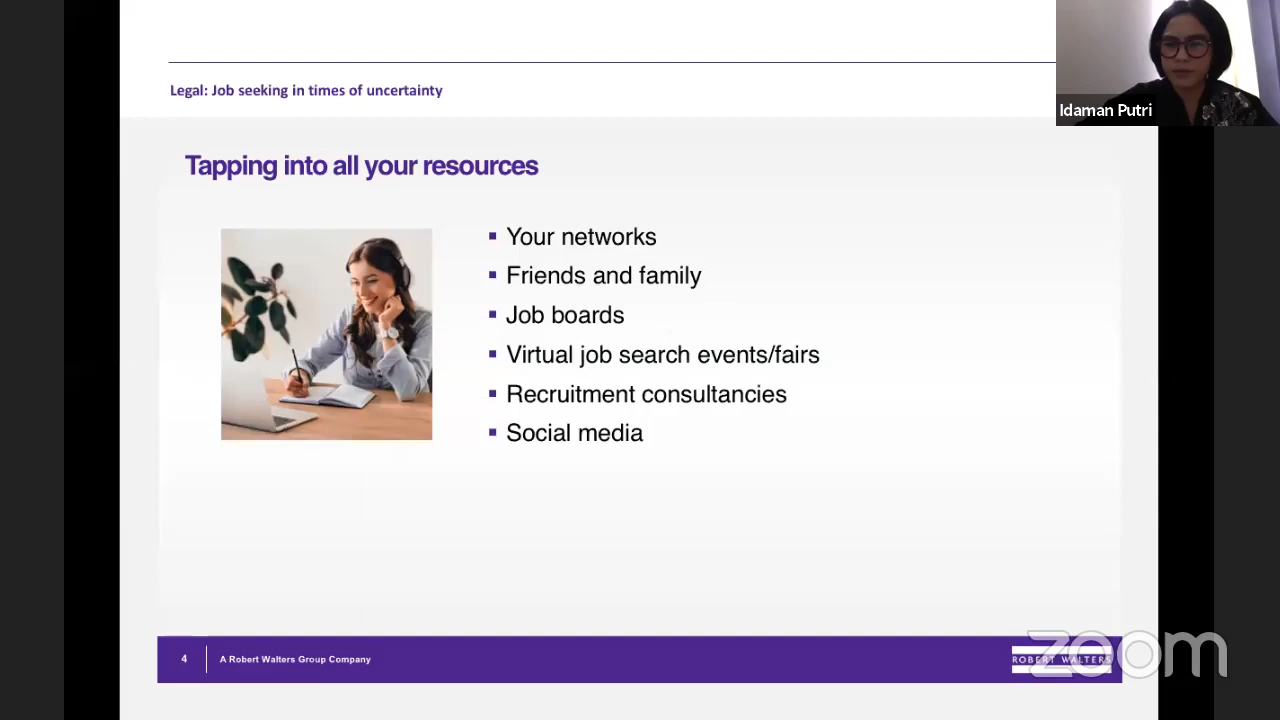 Legal: Job seeking in times of uncertainty
Idaman Putri
Tapping into all your resources
Your networks
Friends and family
Job boards
Virtual job search events/fairs
Recruitment consultancies
Social media
4
A Robert Walters Group Company
ROBERT WALTERS
zoom